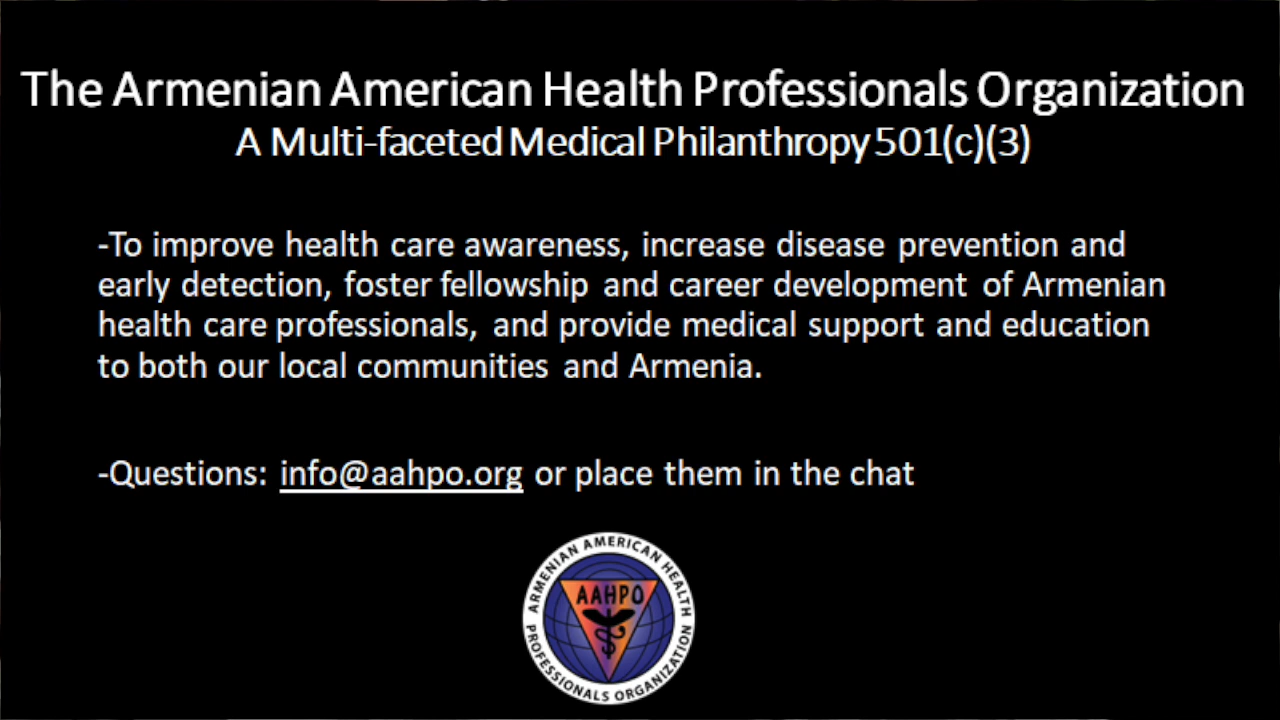 The Armenian American Health Professionals Organization
A Multi-faceted Medical Philanthropy 501(c)(3)
-To improve health care awareness, increase disease prevention and
early detection, foster fellowship and career development of Armenian
health care professionals, and provide medical support and education
to both our local communities and Armenia.
-Questions: info@aahpo.org or place them in the chat
ARMENIAN AMERICAN HEALTH
AAHPO
PROFESSIONALS ORGANIZATION